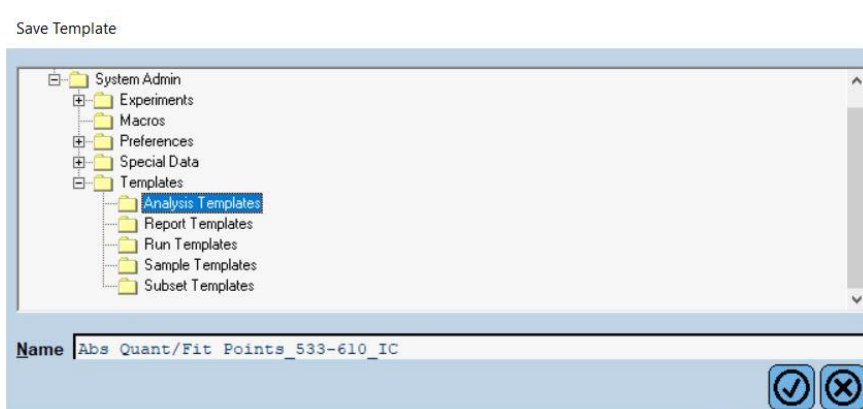 Save Template
System Admin
Experiments
Macros
Preferences
Special Data
Templates
Analysis Templates
Report Templates
Run Templates
Sample Templates
Subset Templates
Name Abs Quant/Fit Points_533-610_IC